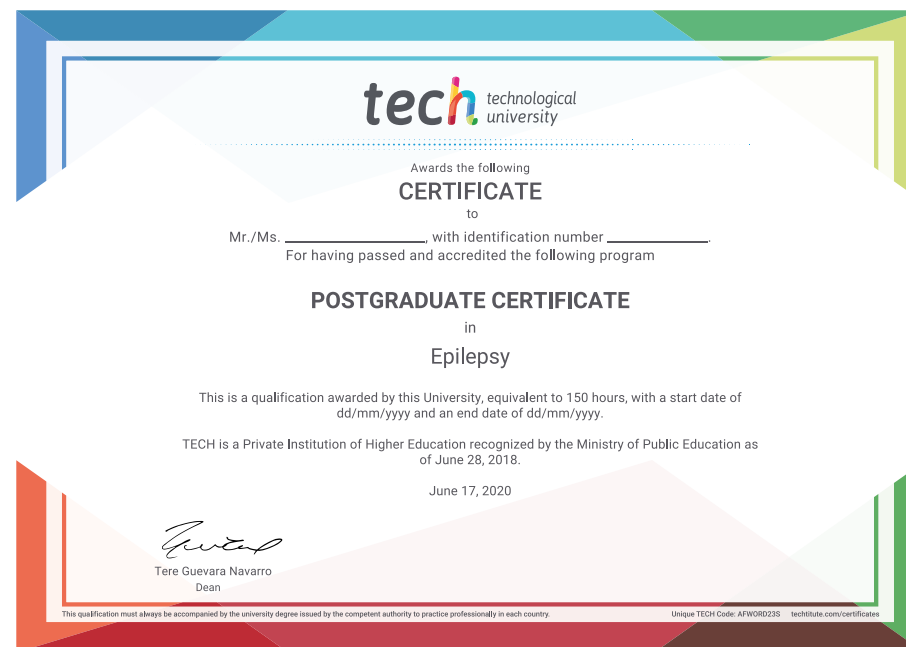 tech technological
university
Awards the following
CERTIFICATE
to
Mr./Ms. ____________________, with identification number ______________.
For having passed and accredited the following program
POSTGRADUATE CERTIFICATE
in
Epilepsy
This is a qualification awarded by this University, equivalent to 150 hours, with a start date of
dd/mm/yyyy and an end date of dd/mm/yyyy.
TECH is a Private Institution of Higher Education recognized by the Ministry of Public Education as
of June 28, 2018.
June 17, 2020
Tere Guevara Navarro
Dean
This qualification must always be accompanied by the university degree issued by the competent authority to practice professionally in each country.
Unique TECH Code: AFWORD23S techtitute.com/certificates